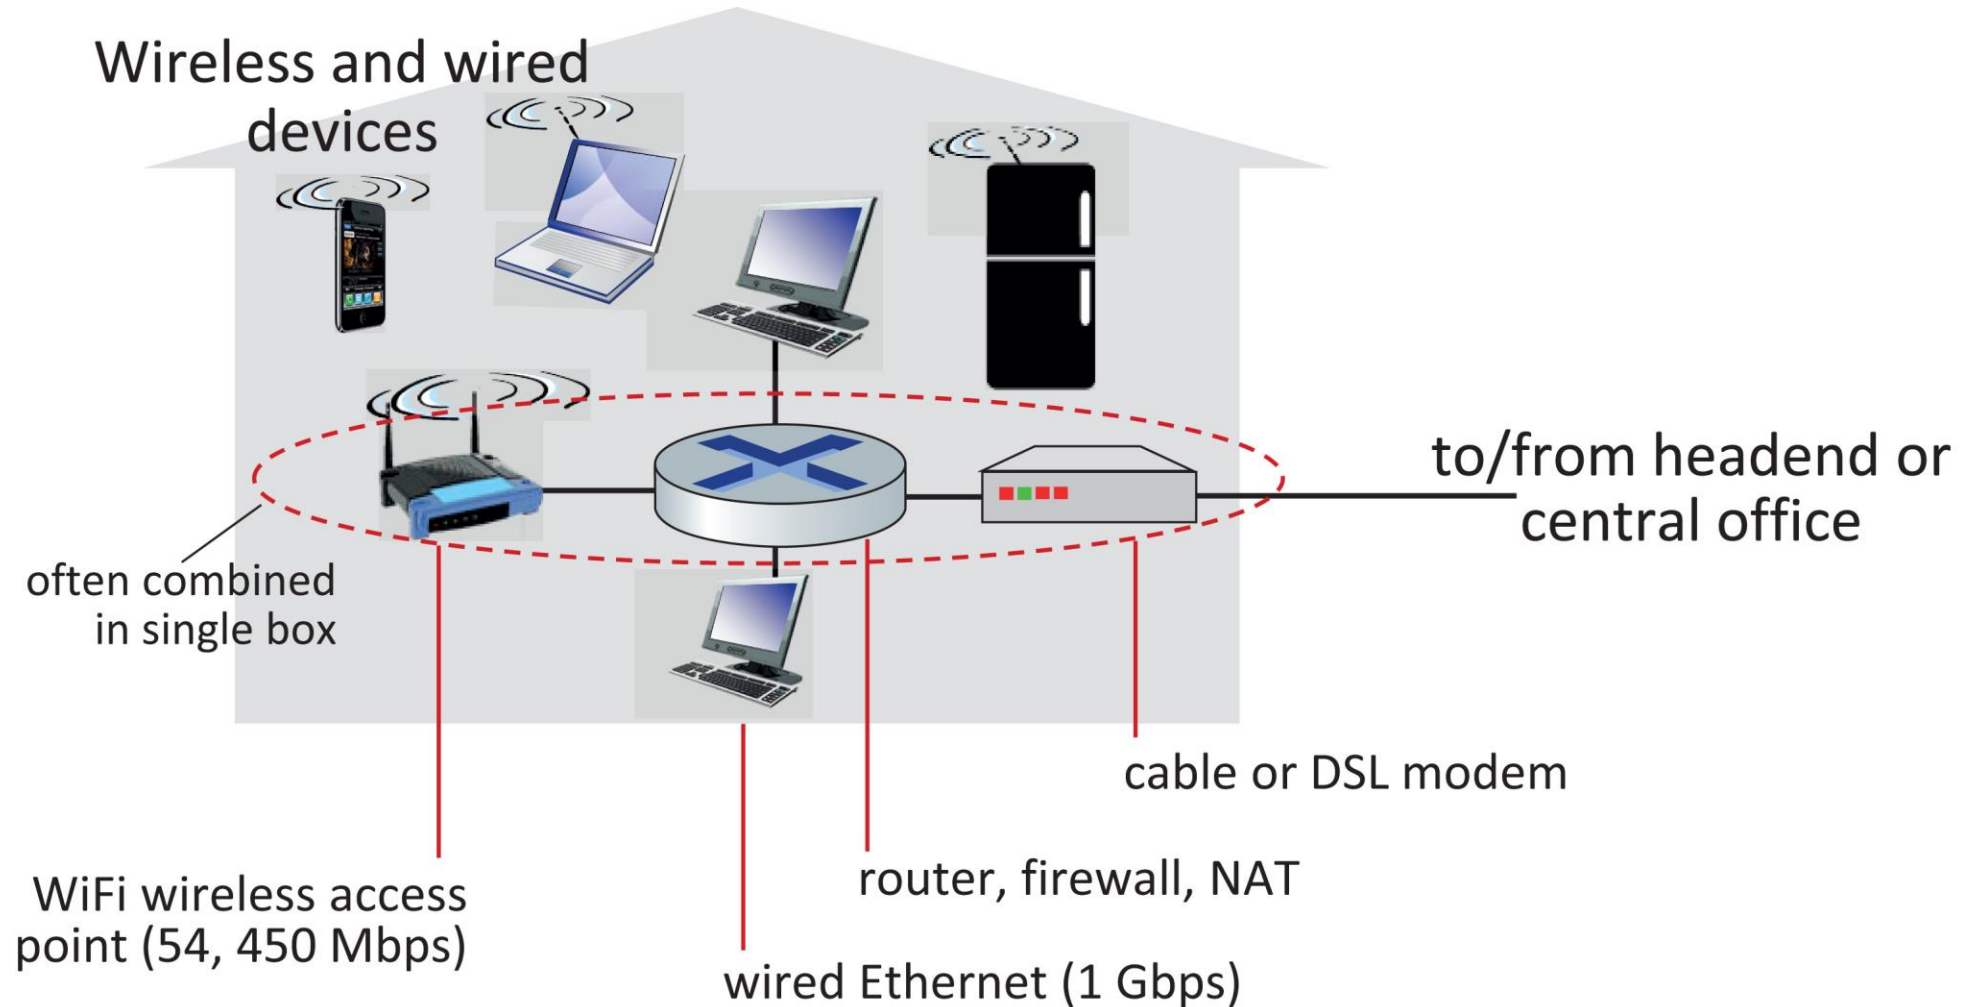 Wireless and wired
devices
to/from headend or
central office
often combined
in single box
cable or DSL modem
router, firewall, NAT
WiFi wireless access
point (54, 450 Mbps)
wired Ethernet (1 Gbps)